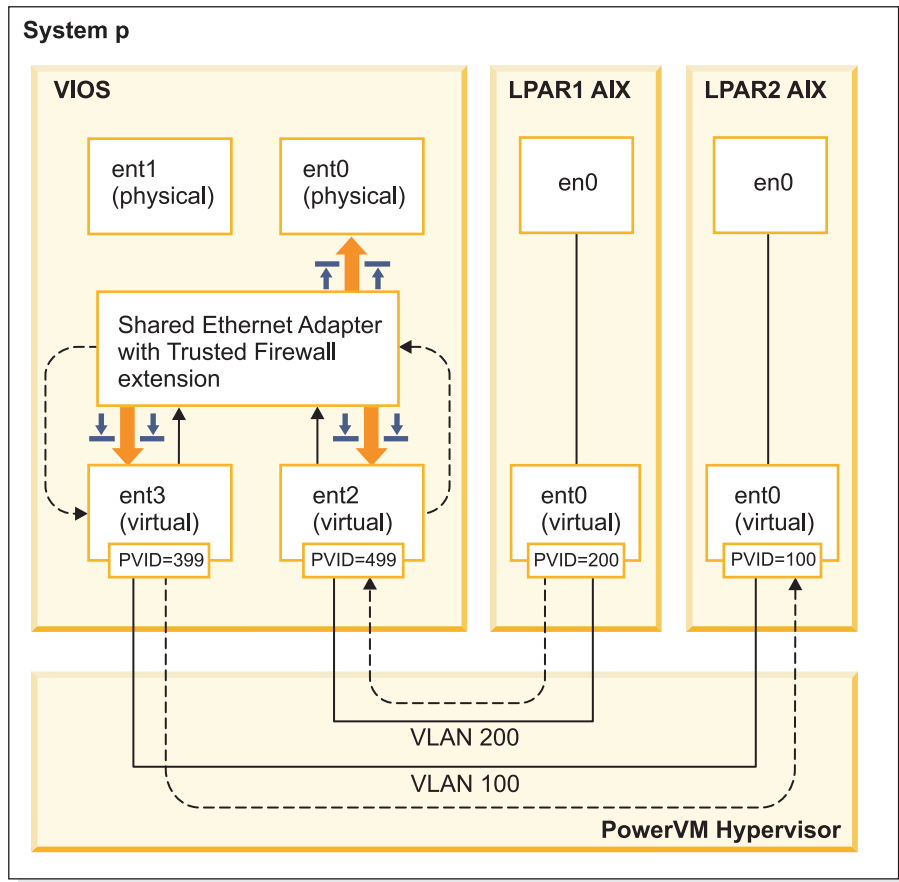 System p
VIOS
LPAR1 AIX
LPAR2 AIX
ent1
(physical)
ent0
(physical)
en0
en0
Shared Ethernet Adapter
with Trusted Firewall
extension
ent3
(virtual)
ent2
(virtual)
ent0
(virtual)
ent0
(virtual)
PVID=399
PVID=499
PVID=200
PVID=100
VLAN 200
VLAN 100
PowerVM Hypervisor